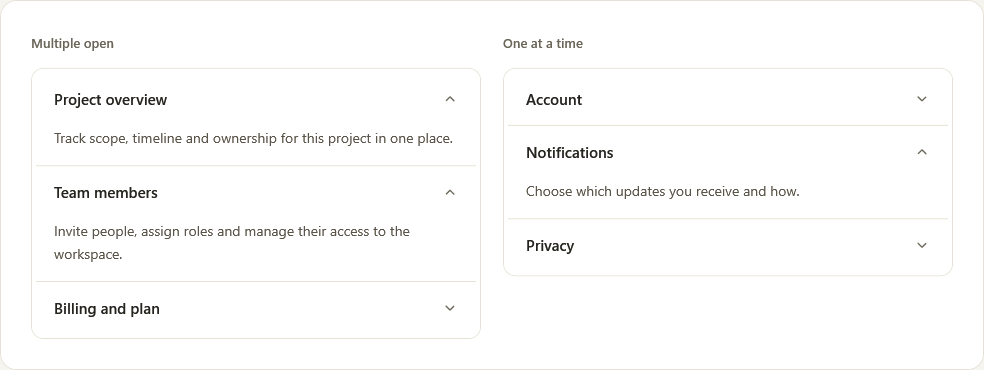 Multiple open
Project overview
Track scope, timeline and ownership for this project in one place.
Team members
Invite people, assign roles and manage their access to the
workspace.
Billing and plan
One at a time
Account
Notifications
Choose which updates you receive and how.
Privacy